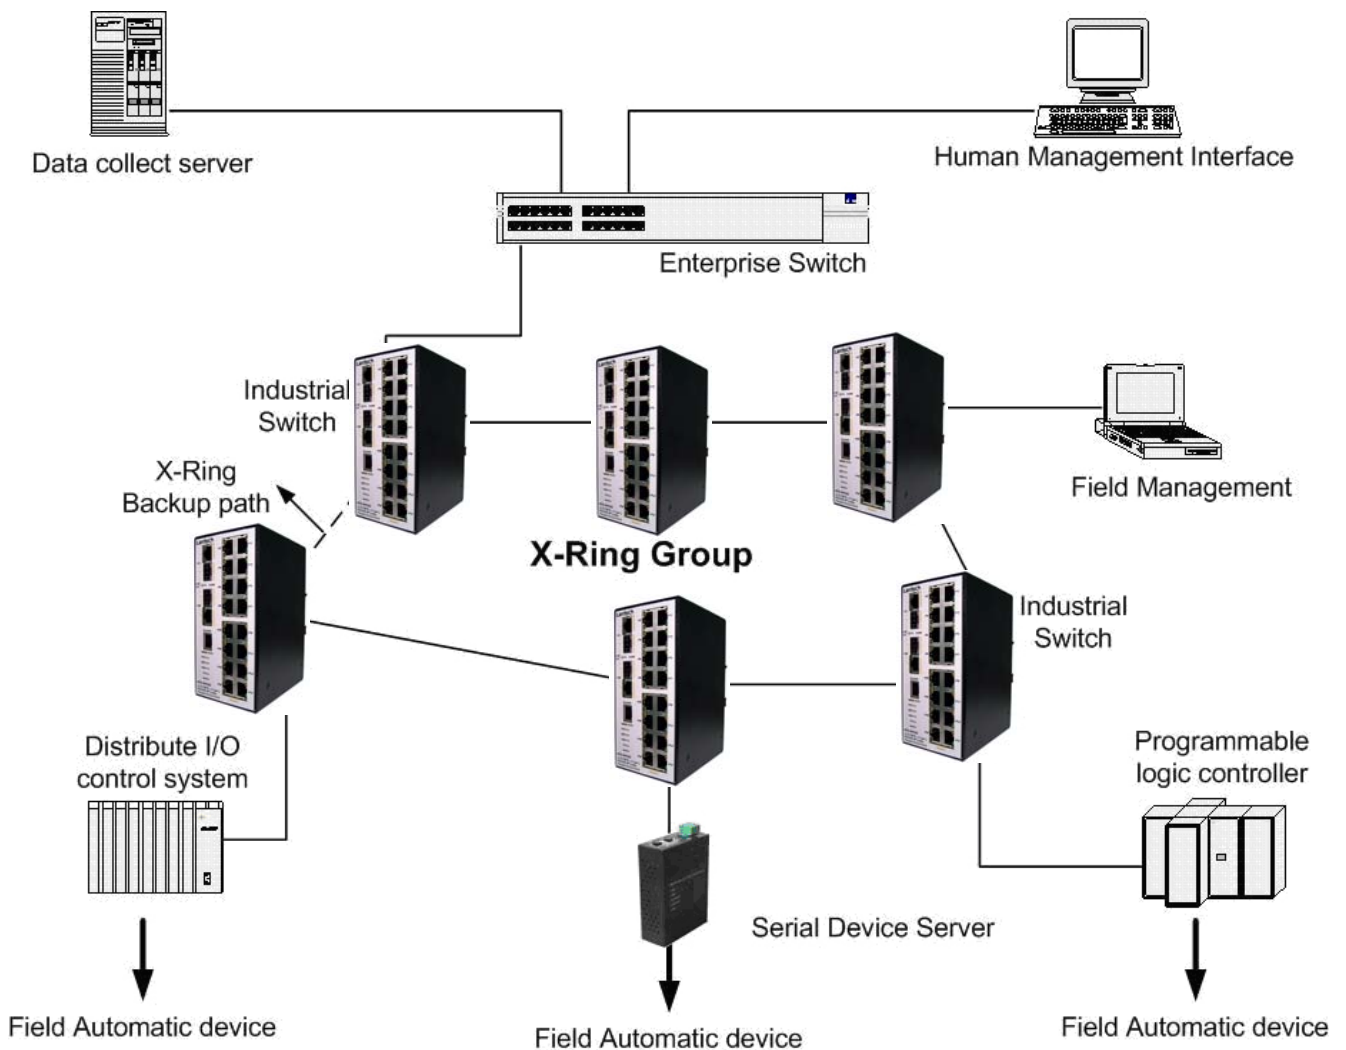 Data collect server
Human Management Interface
Enterprise Switch
Industrial
Switch
X-Ring
Backup path
Field Management
X-Ring Group
Industrial
Switch
Distribute I/O
control system
Programmable
logic controller
Serial Device Server
Field Automatic device
Field Automatic device
Field Automatic device